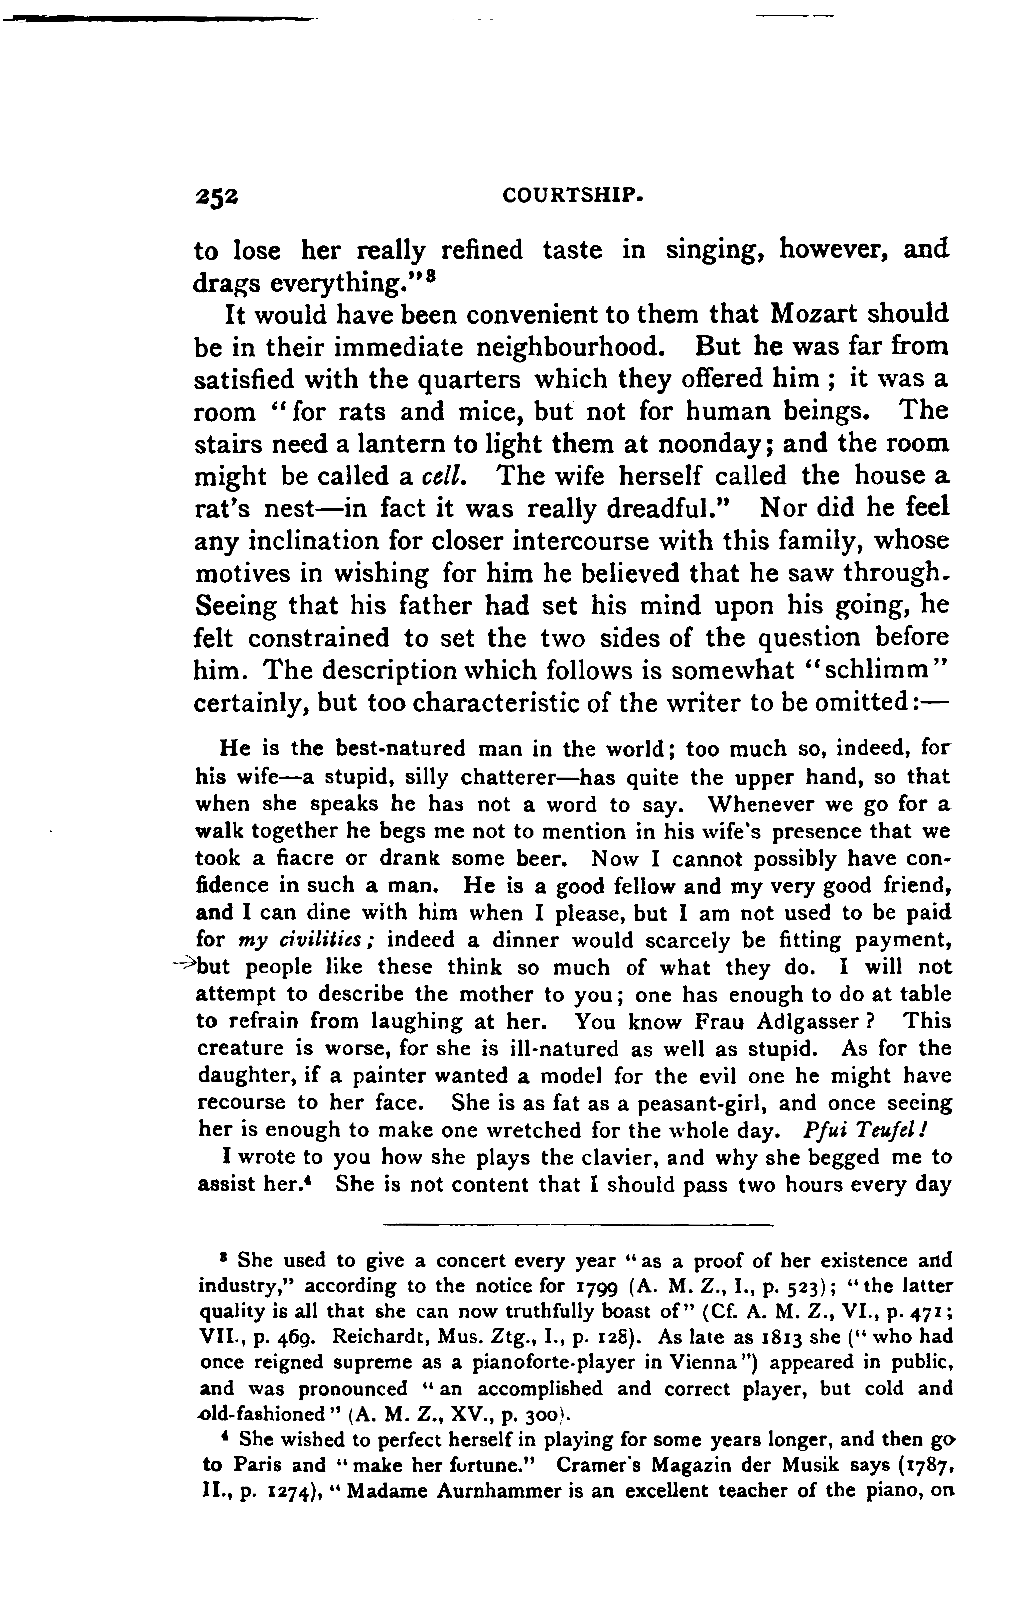 252 COURTSHIP.
to lose her really refined taste in singing, however, and
drags everything."³
It would have been convenient to them that Mozart should
be in their immediate neighbourhood. But he was far from
satisfied with the quarters which they offered him ; it was a
room "for rats and mice, but not for human beings. The
stairs need a lantern to light them at noonday; and the room
might be called a cell. The wife herself called the house a
rat's nest—in fact it was really dreadful." Nor did he feel
any inclination for closer intercourse with this family, whose
motives in wishing for him he believed that he saw through.
Seeing that his father had set his mind upon his going, he
felt constrained to set the two sides of the question before
him. The description which follows is somewhat "schlimm"
certainly, but too characteristic of the writer to be omitted:—
He is the best-natured man in the world; too much so, indeed, for
his wife—a stupid, silly chatterer—has quite the upper hand, so that
when she speaks he has not a word to say. Whenever we go for a
walk together he begs me not to mention in his wife's presence that we
took a fiacre or drank some beer. Now I cannot possibly have con-
fidence in such a man. He is a good fellow and my very good friend,
and I can dine with him when I please, but I am not used to be paid
for my civilities; indeed a dinner would scarcely be fitting payment,
but people like these think so much of what they do. I will not
attempt to describe the mother to you; one has enough to do at table
to refrain from laughing at her. You know Frau Adlgasser? This
creature is worse, for she is ill-natured as well as stupid. As for the
daughter, if a painter wanted a model for the evil one he might have
recourse to her face. She is as fat as a peasant-girl, and once seeing
her is enough to make one wretched for the whole day. Pfui Teufel!
I wrote to you how she plays the clavier, and why she begged me to
assist her.⁴ She is not content that I should pass two hours every day
³ She used to give a concert every year "as a proof of her existence and
industry," according to the notice for 1799 (A. M. Z., I., p. 523); "the latter
quality is all that she can now truthfully boast of" (Cf. A. M. Z., VI., p. 471;
VII., p. 469. Reichardt, Mus. Ztg., I., p. 128). As late as 1813 she ("who had
once reigned supreme as a pianoforte-player in Vienna") appeared in public,
and was pronounced "an accomplished and correct player, but cold and
old-fashioned" (A. M. Z., XV., p. 300).
⁴ She wished to perfect herself in playing for some years longer, and then go
to Paris and "make her fortune." Cramer's Magazin der Musik says (1787,
II., p. 1274), "Madame Aurnhammer is an excellent teacher of the piano, on